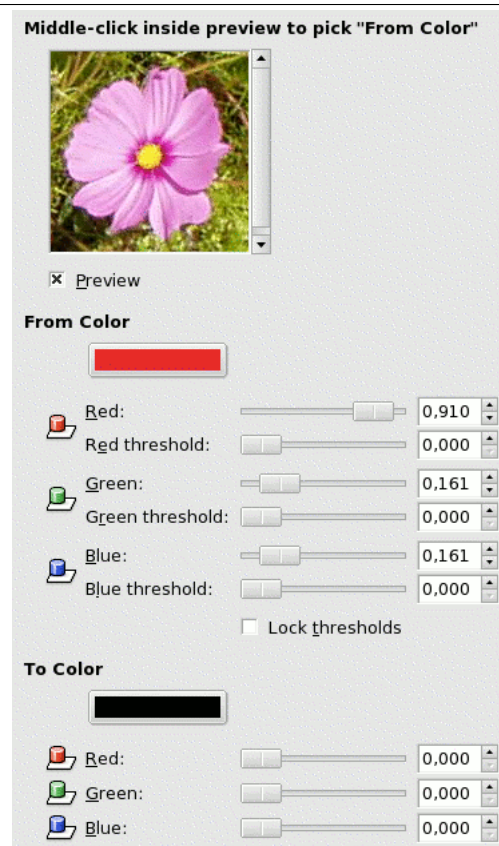 Middle-click inside preview to pick "From Color"
Preview
From Color
Red: 0,910
Red threshold: 0,000
Green: 0,161
Green threshold: 0,000
Blue: 0,161
Blue threshold: 0,000
Lock thresholds
To Color
Red: 0,000
Green: 0,000
Blue: 0,000